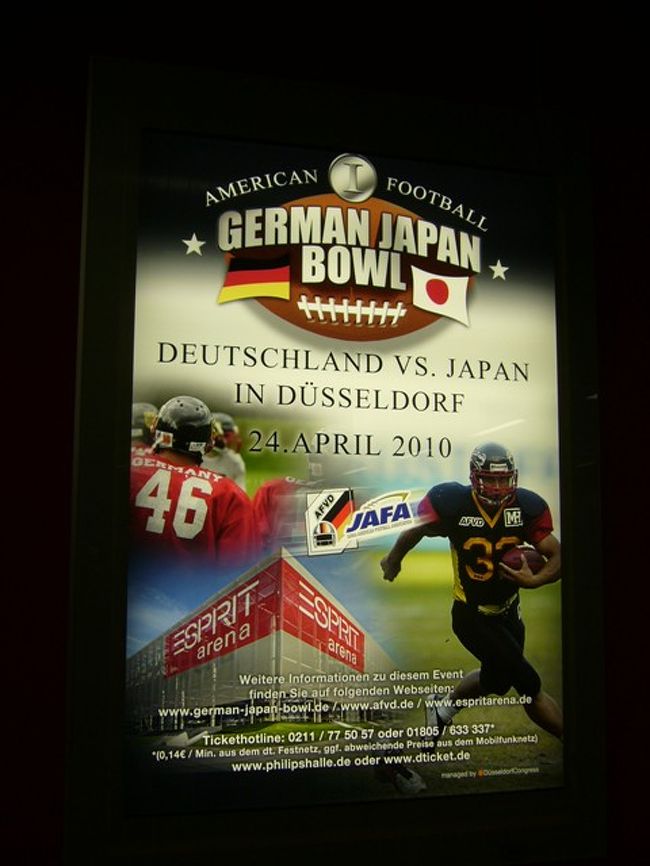 AMERICAN I FOOTBALL
GERMAN JAPAN
BOWL
DEUTSCHLAND VS. JAPAN
IN DÜSSELDORF
24.APRIL 2010
GERMANY
46
AFVD
JAFA
AFVD
ESPRIT
arena
ESPRIT
arena
Weitere Informationen zu diesem Event
finden Sie auf folgenden Webseiten:
www.german-japan-bowl.de / www.afvd.de / www.espritarena.de
Tickethotline: 0211 / 77 50 57 oder 01805 / 633 337*
*(0,14€ / Min. aus dem dt. Festnetz, ggf. abweichende Preise aus dem Mobilfunknetz)
www.philipshalle.de oder www.dticket.de
managed by DüsseldorfCongress